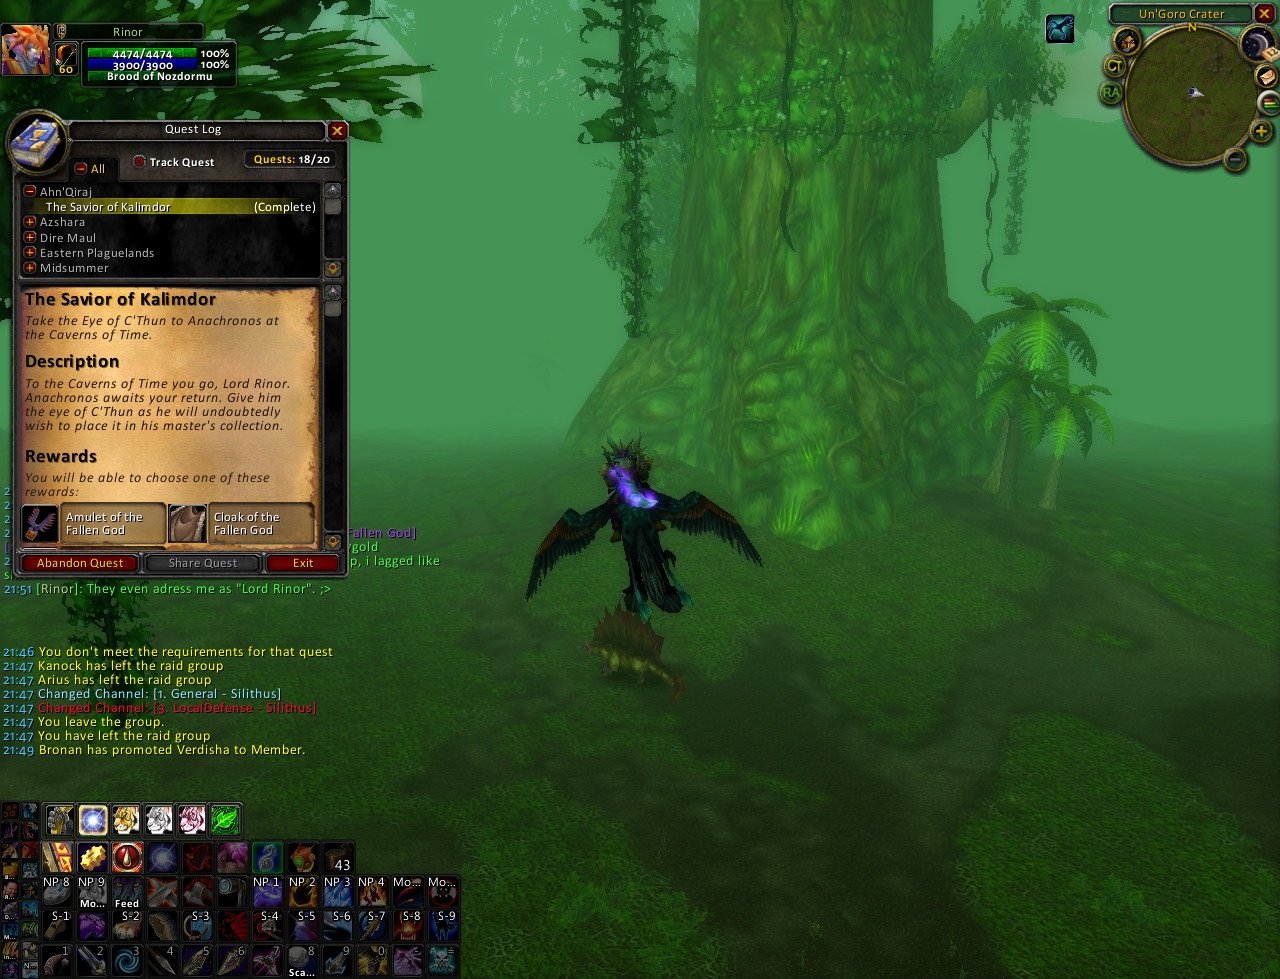 Rinor
4474/4474 100%
3900/3900 100%
60
Brood of Nozdormu
Un'Goro Crater
N
CT
RA
Quest Log
All
Track Quest
Quests: 18/20
Ahn'Qiraj
The Savior of Kalimdor (Complete)
Azshara
Dire Maul
Eastern Plaguelands
Midsummer
The Savior of Kalimdor
Take the Eye of C'Thun to Anachronos at
the Caverns of Time.
Description
To the Caverns of Time you go, Lord Rinor.
Anachronos awaits your return. Give him
the eye of C'Thun as he will undoubtedly
wish to place it in his master's collection.
Rewards
You will be able to choose one of these
rewards:
Amulet of the
Fallen God
Cloak of the
Fallen God
Abandon Quest
Share Quest
Exit
Fallen God]
gold
p, i lagged like
21:51 [Rinor]: They even adress me as "Lord Rinor". ;>
21:46 You don't meet the requirements for that quest
21:47 Kanock has left the raid group
21:47 Arius has left the raid group
21:47 Changed Channel: [1. General - Silithus]
21:47 Changed Channel: [3. LocalDefense - Silithus]
21:47 You leave the group.
21:47 You have left the raid group
21:49 Bronan has promoted Verdisha to Member.
43
NP 8 NP 9 NP 1 NP 2 NP 3 NP 4 Mo... Mo...
Mo... Feed
S-1 S-2 S-3 S-4 S-5 S-6 S-7 S-8 S-9
1 2 3 4 5 6 7 8 9 0 - =
Sca...